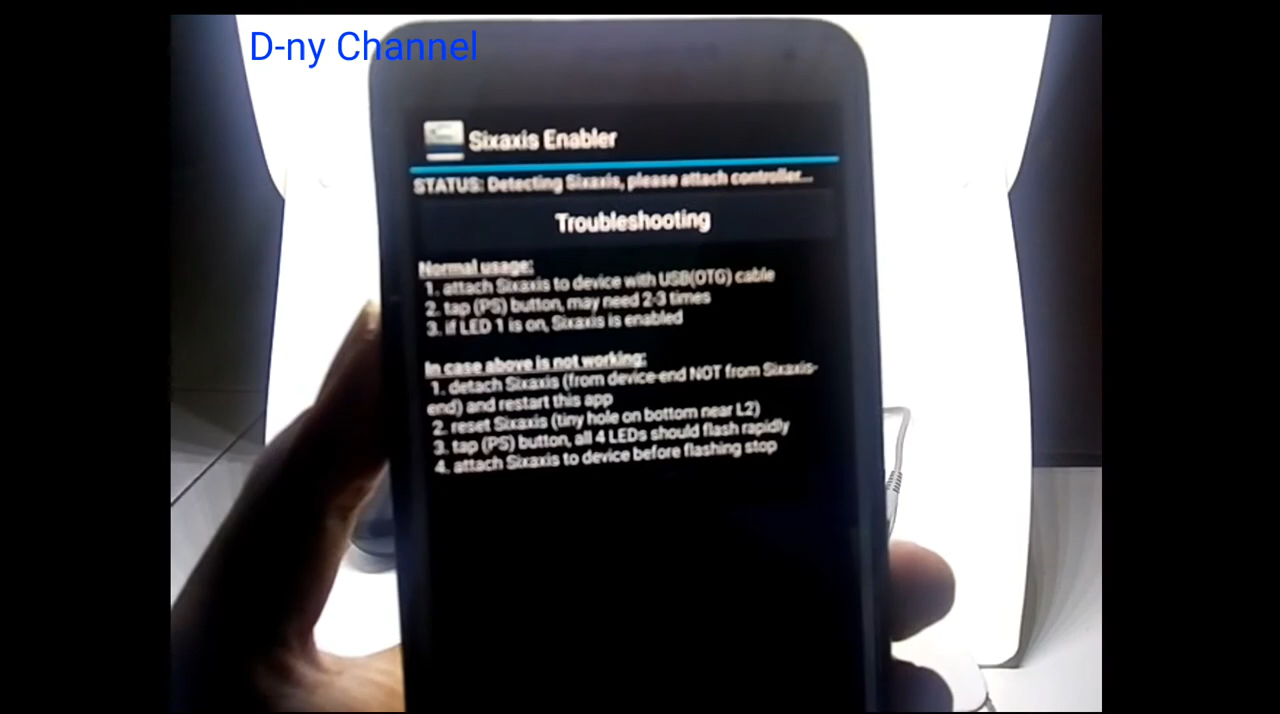 D-ny Channel
Sixaxis Enabler
STATUS: Detecting Sixaxis, please attach controller...
Troubleshooting
Normal usage:
1. attach Sixaxis to device with USB(OTG) cable
2. tap (PS) button, may need 2-3 times
3. if LED 1 is on, Sixaxis is enabled
In case above is not working:
1. detach Sixaxis (from device-end NOT from Sixaxis-
end) and restart this app
2. reset Sixaxis (tiny hole on bottom near L2)
3. tap (PS) button, all 4 LEDs should flash rapidly
4. attach Sixaxis to device before flashing stop